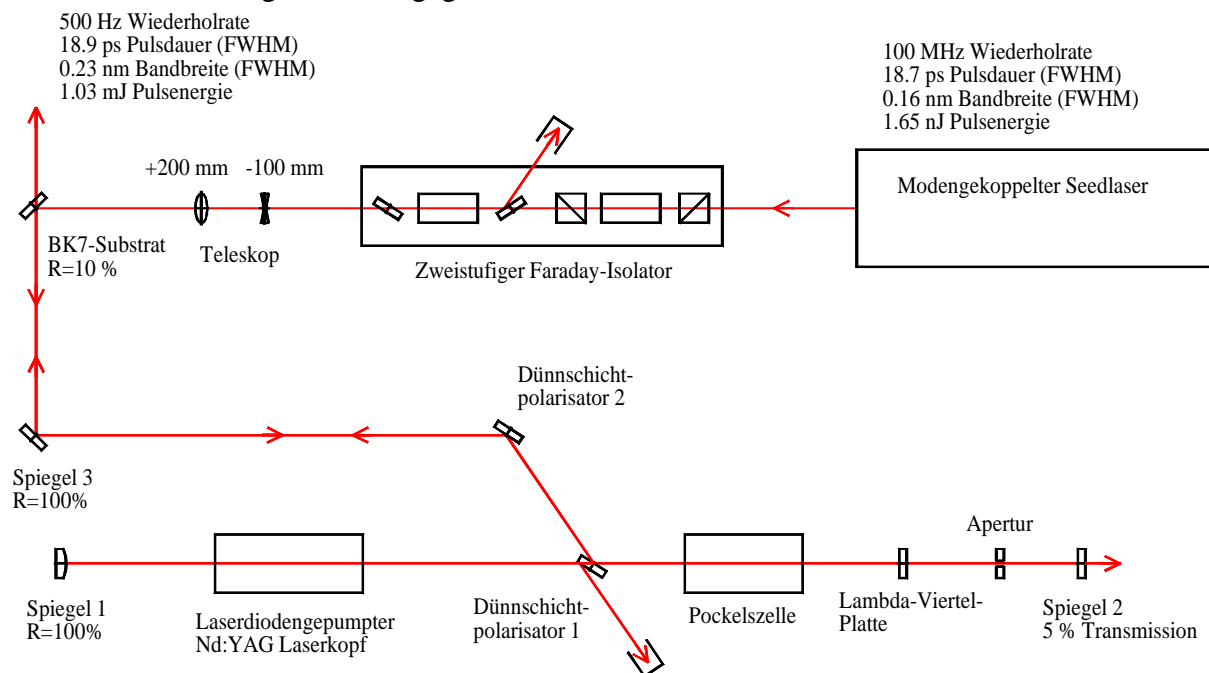 500 Hz Wiederholrate
18.9 ps Pulsdauer (FWHM)
0.23 nm Bandbreite (FWHM)
1.03 mJ Pulsenergie
100 MHz Wiederholrate
18.7 ps Pulsdauer (FWHM)
0.16 nm Bandbreite (FWHM)
1.65 nJ Pulsenergie
+200 mm
-100 mm
Modengekoppelter Seedlaser
BK7-Substrat
R=10 %
Teleskop
Zweistufiger Faraday-Isolator
Dünnschicht-
polarisator 2
Spiegel 3
R=100%
Apertur
Spiegel 1
R=100%
Laserdiodengepumpter
Nd:YAG Laserkopf
Dünnschicht-
polarisator 1
Pockelszelle
Lambda-Viertel-
Platte
Spiegel 2
5 % Transmission